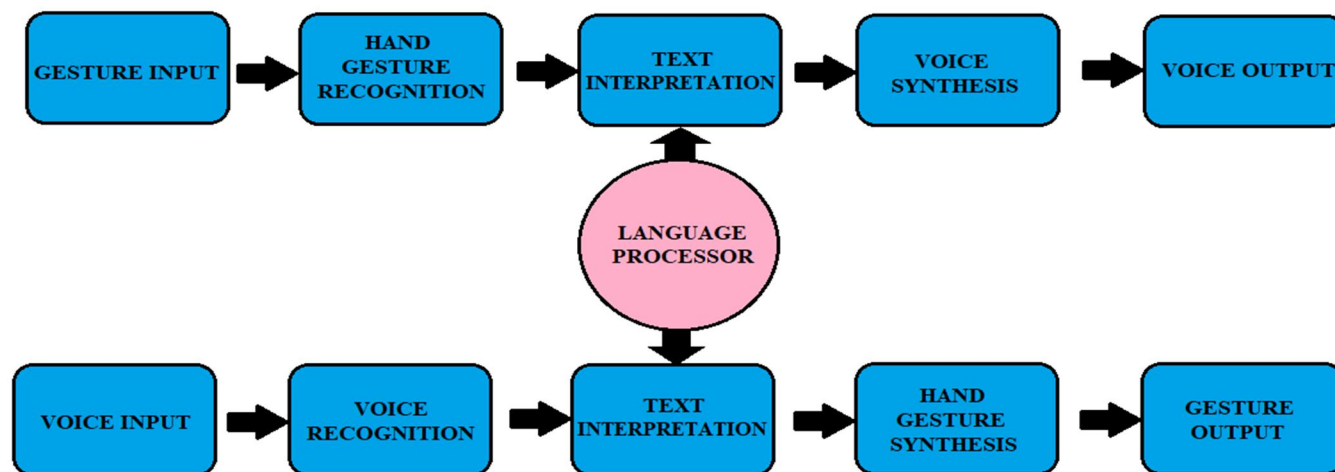 GESTURE INPUT
HAND
GESTURE
RECOGNITION
TEXT
INTERPRETATION
VOICE
SYNTHESIS
VOICE OUTPUT
LANGUAGE
PROCESSOR
VOICE INPUT
VOICE
RECOGNITION
TEXT
INTERPRETATION
HAND
GESTURE
SYNTHESIS
GESTURE
OUTPUT